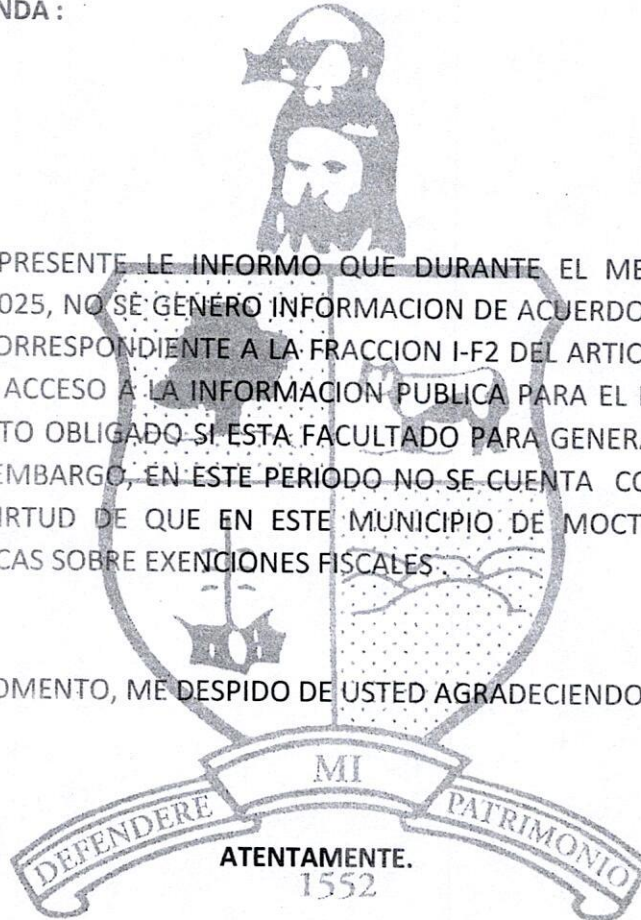 NDA :
PRESENTE LE INFORMO QUE DURANTE EL ME
025, NO SE GENERO INFORMACION DE ACUERDO
ORRESPONDIENTE A LA FRACCION I-F2 DEL ARTIC
ACCESO A LA INFORMACION PUBLICA PARA EL
TO OBLIGADO SI ESTA FACULTADO PARA GENERA
EMBARGO, EN ESTE PERIODO NO SE CUENTA CO
IRTUD DE QUE EN ESTE MUNICIPIO DE MOCT
CAS SOBRE EXENCIONES FISCALES .
OMENTO, ME DESPIDO DE USTED AGRADECIENDO
MI
DEFENDERE
PATRIMONIO
ATENTAMENTE.
1552